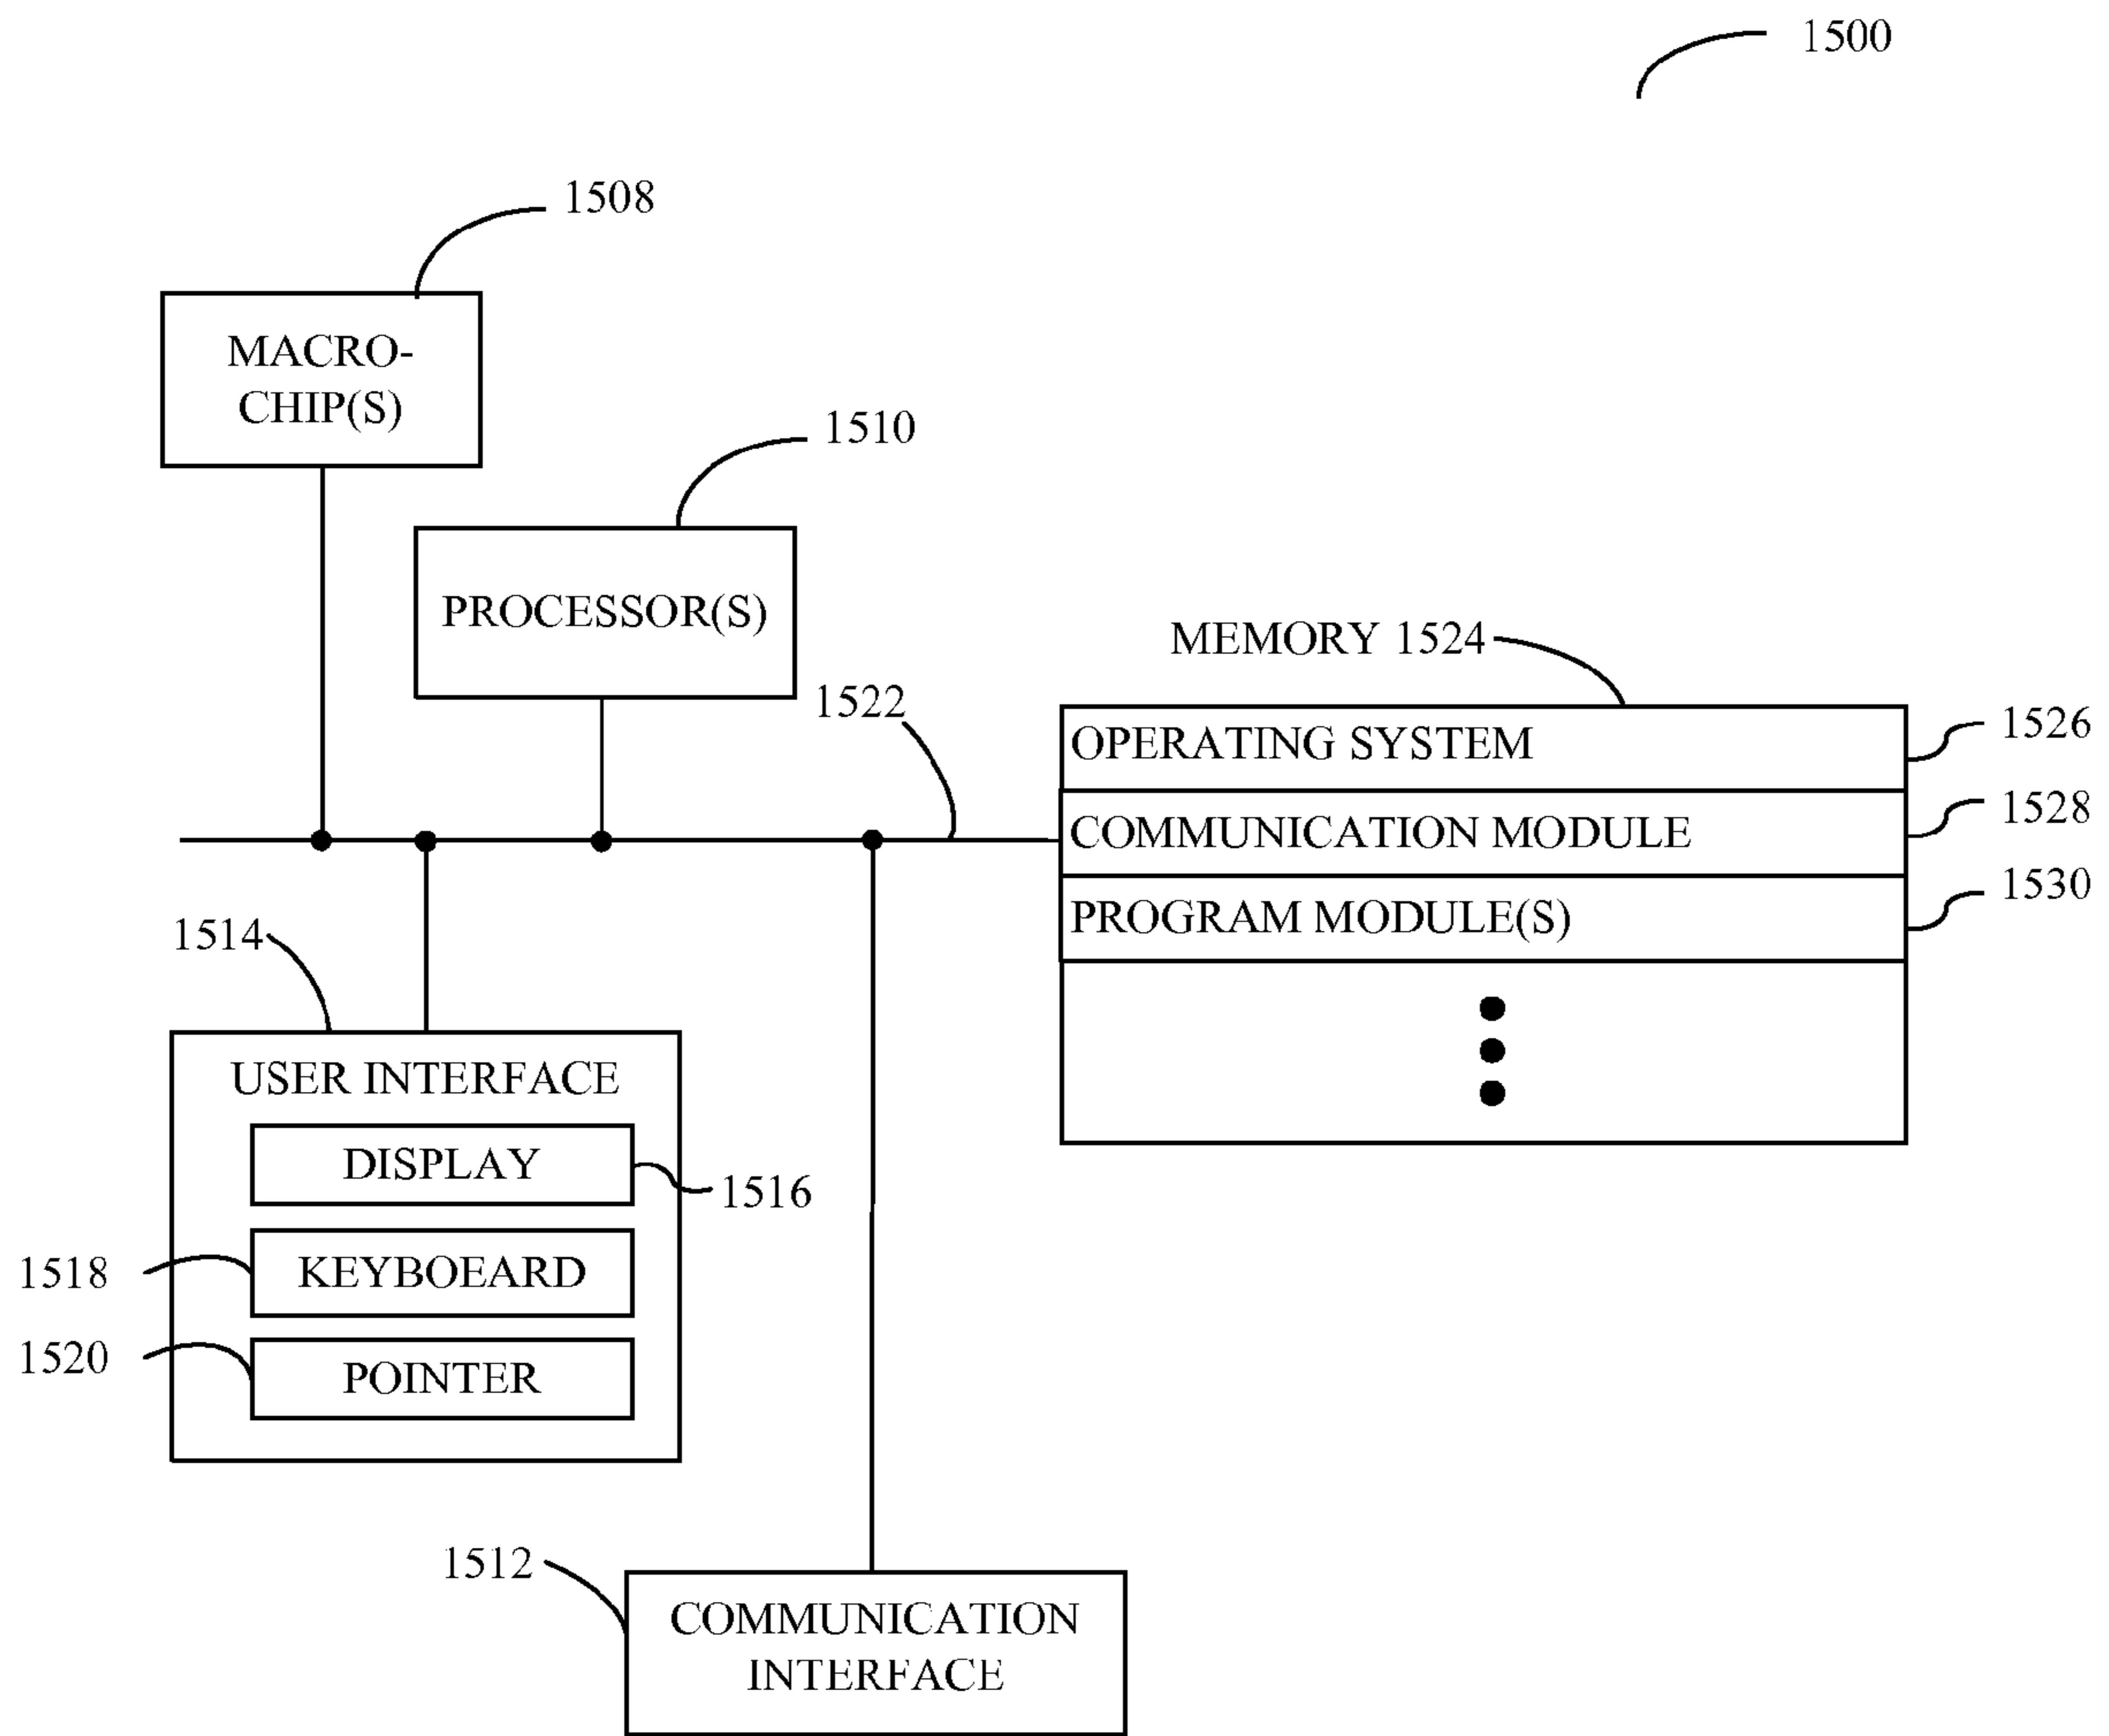 1500
1508
MACRO-
CHIP(S)
1510
PROCESSOR(S)
MEMORY 1524
1522
OPERATING SYSTEM
1526
COMMUNICATION MODULE
1528
PROGRAM MODULE(S)
1530
1514
USER INTERFACE
DISPLAY
1516
1518
KEYBOEARD
1520
POINTER
1512
COMMUNICATION
INTERFACE